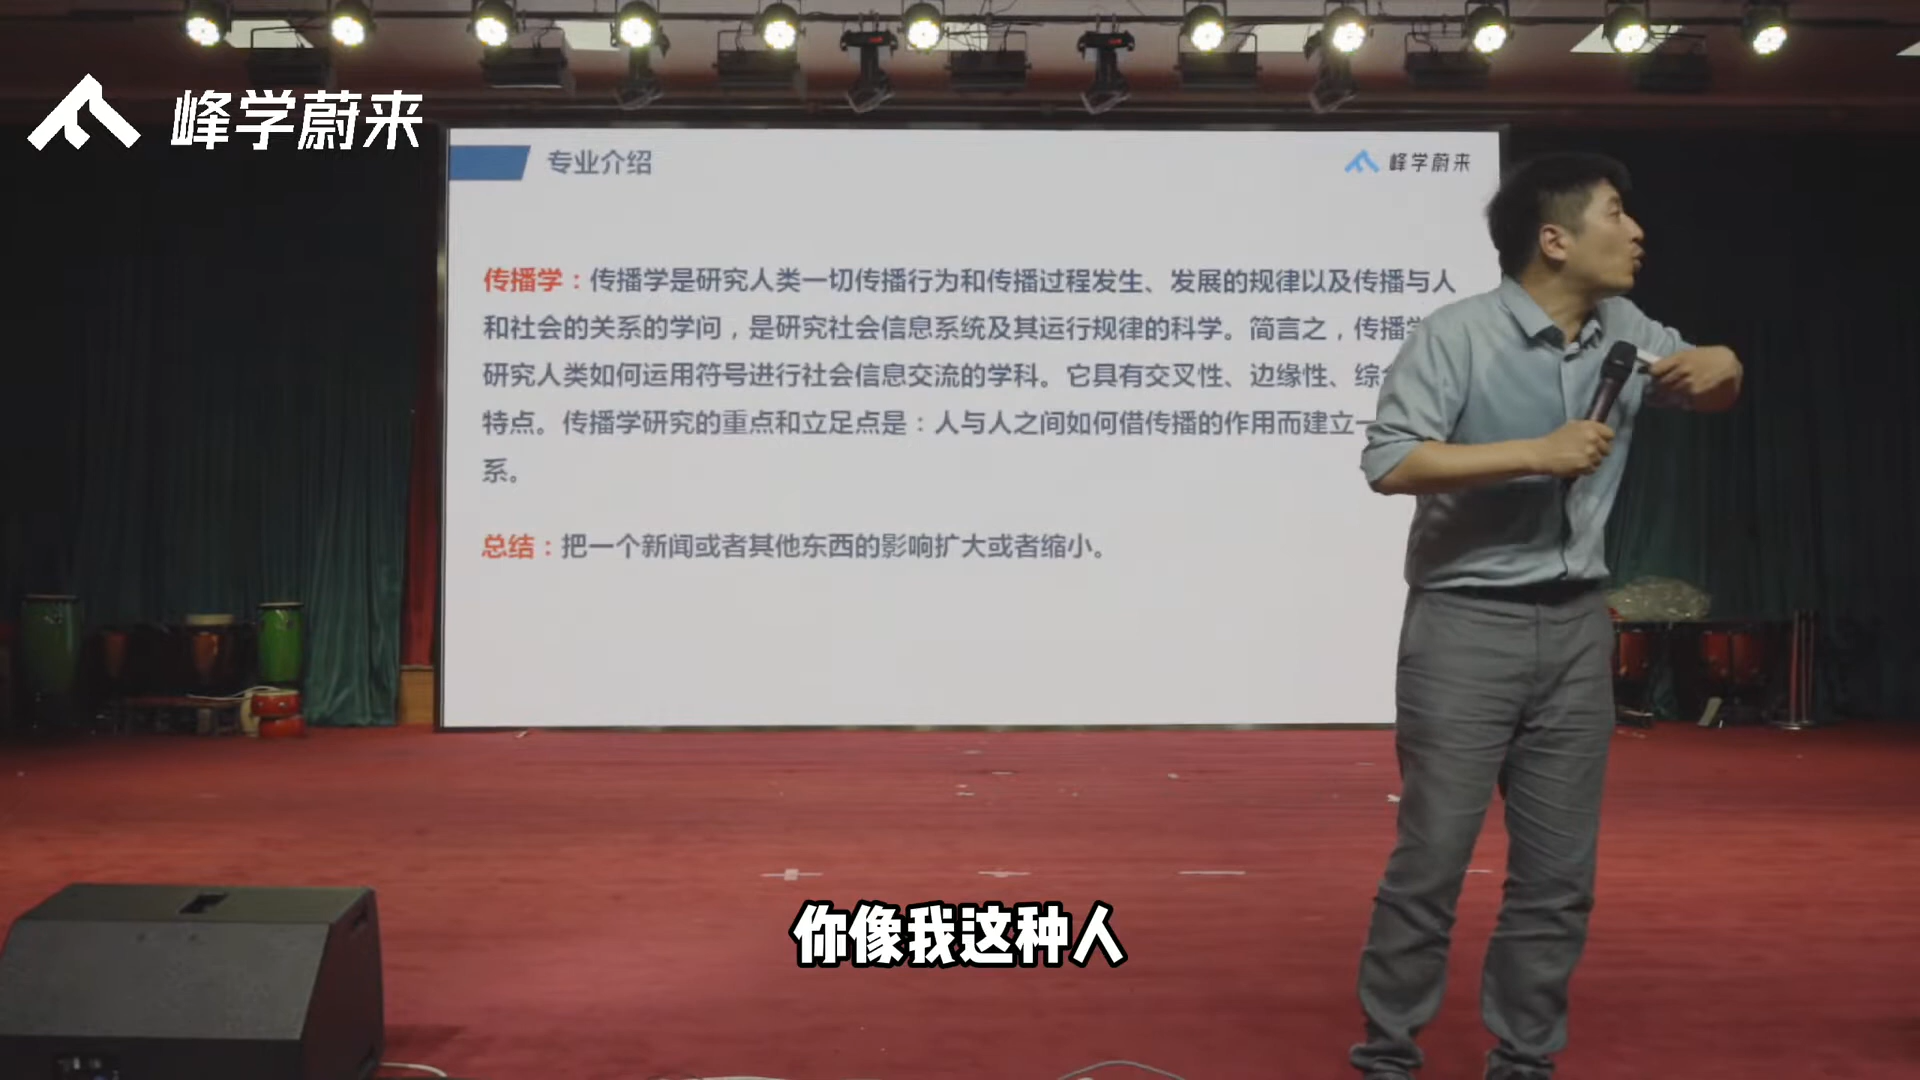 峰学蔚来
专业介绍
峰学蔚来
传播学：传播学是研究人类一切传播行为和传播过程发生、发展的规律以及传播与人
和社会的关系的学问，是研究社会信息系统及其运行规律的科学。简言之，传播学
研究人类如何运用符号进行社会信息交流的学科。它具有交叉性、边缘性、综合
特点。传播学研究的重点和立足点是：人与人之间如何借传播的作用而建立一
系。
总结：把一个新闻或者其他东西的影响扩大或者缩小。
你像我这种人